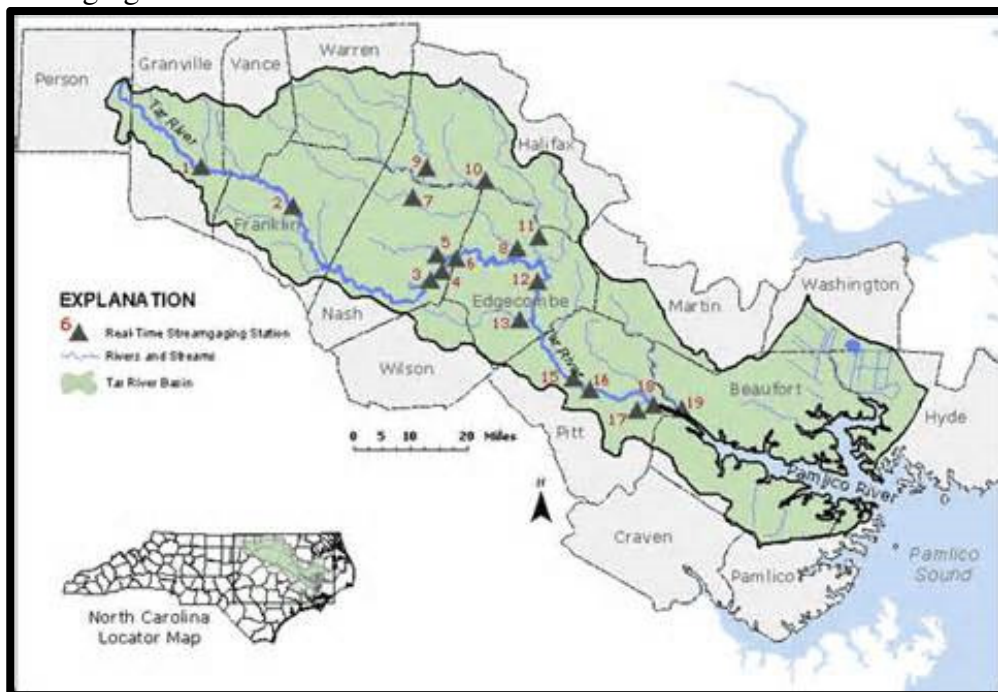 Person
Granville
Vance
Warren
Halifax
Tar River
1
2
Franklin
9
10
7
11
5
8
6
3
4
12
Edgecombe
13
Nash
Wilson
Martin
Washington
Tar River
15
16
18
19
17
Beaufort
Hyde
Pitt
Pamlico River
Craven
Pamlico
Pamlico
Sound
EXPLANATION
6 Real-Time Streamgaging Station
Rivers and Streams
Tar River Basin
0 5 10 20 Miles
N
North Carolina
Locator Map